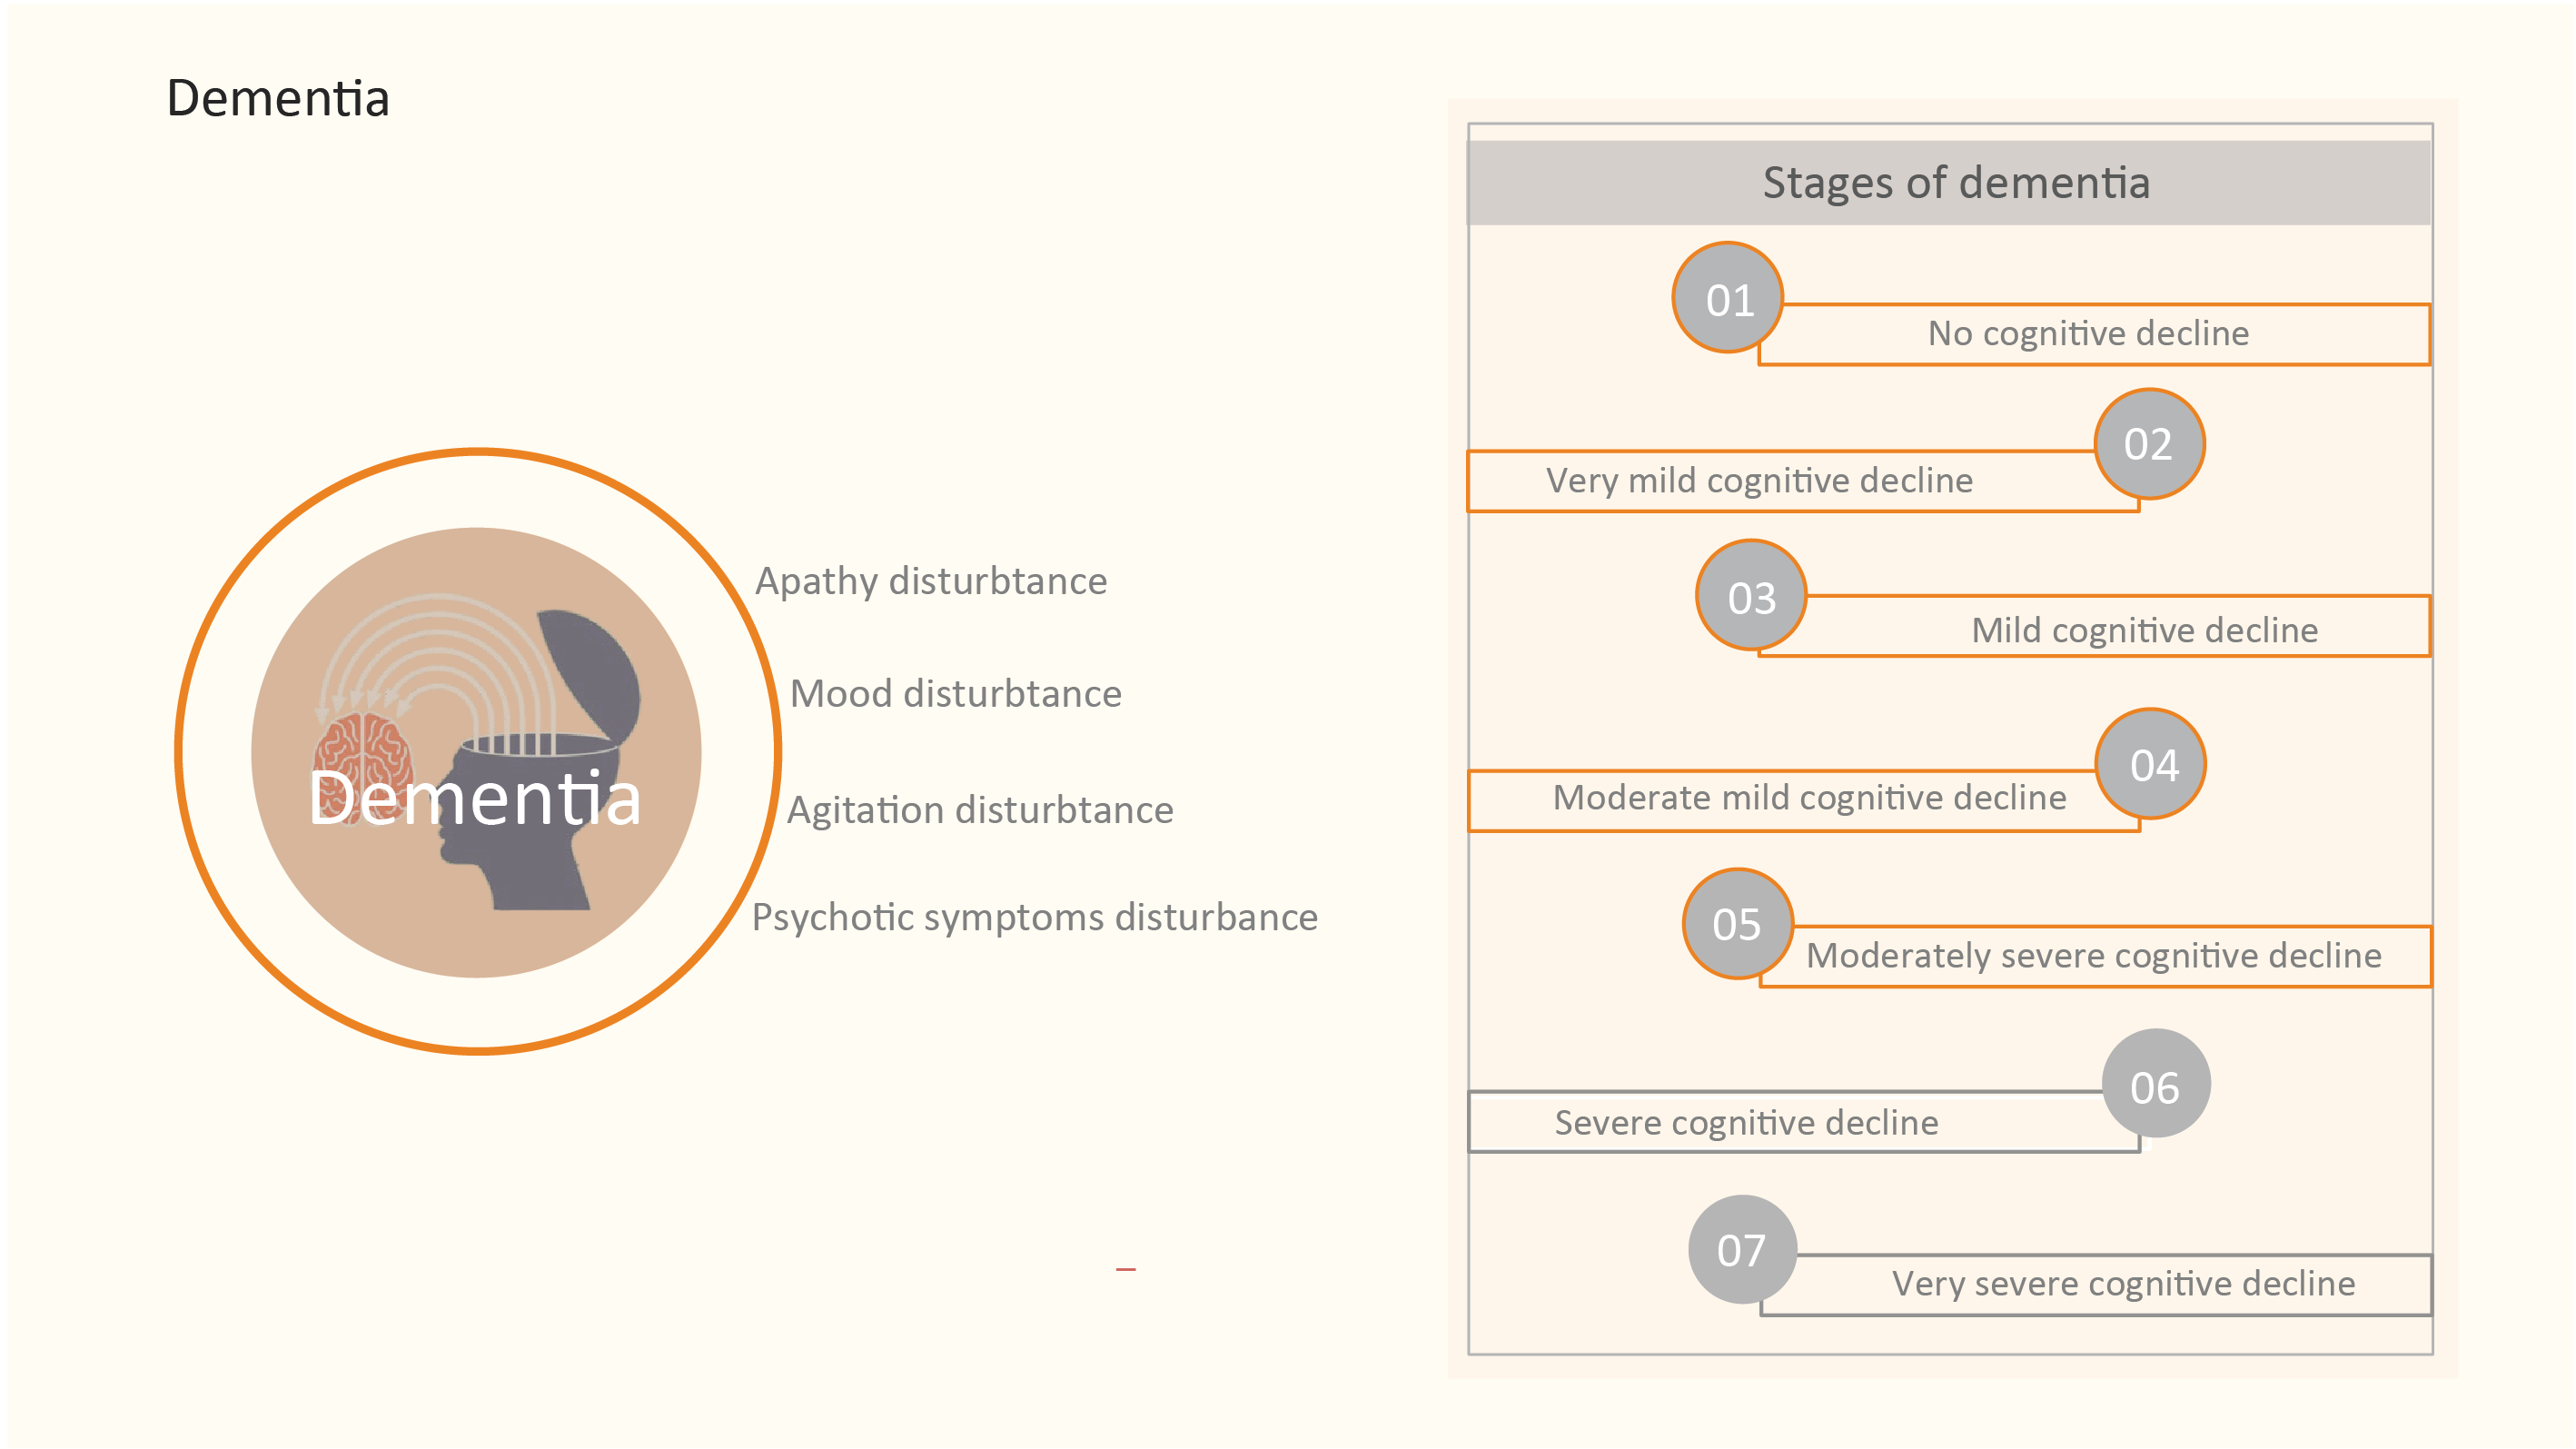 Dementia
Dementia
Apathy disturbtance
Mood disturbtance
Agitation disturbtance
Psychotic symptoms disturbance
Stages of dementia
01
No cognitive decline
02
Very mild cognitive decline
03
Mild cognitive decline
04
Moderate mild cognitive decline
05
Moderately severe cognitive decline
06
Severe cognitive decline
07
Very severe cognitive decline